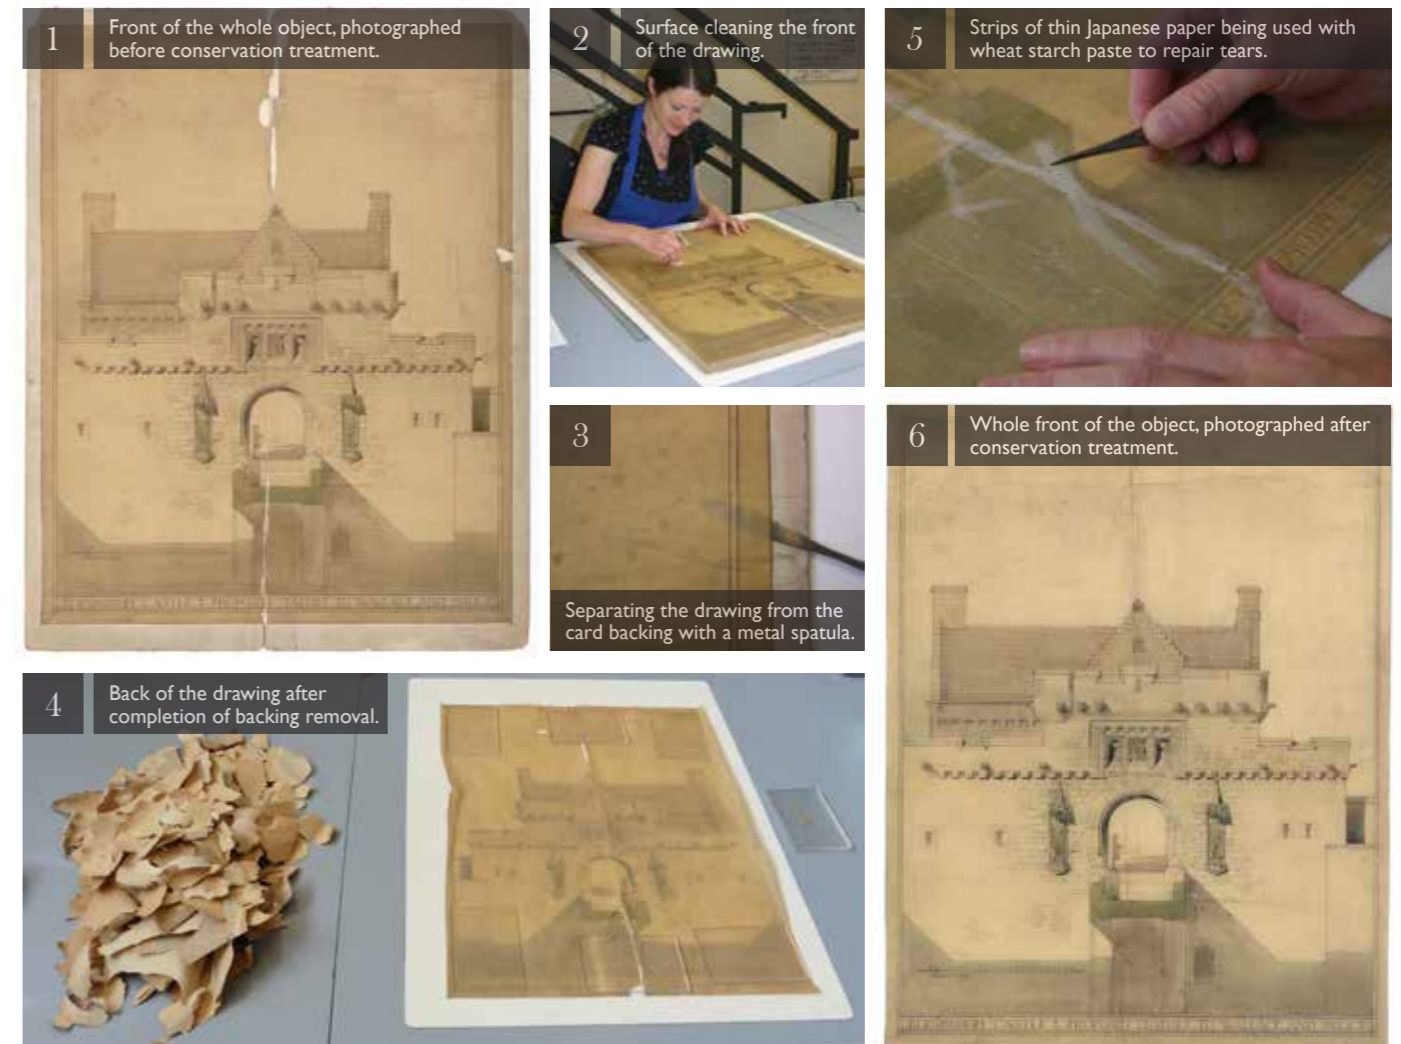 1
Front of the whole object, photographed
before conservation treatment.
2
Surface cleaning the front
of the drawing.
3
Separating the drawing from the
card backing with a metal spatula.
4
Back of the drawing after
completion of backing removal.
5
Strips of thin Japanese paper being used with
wheat starch paste to repair tears.
6
Whole front of the object, photographed after
conservation treatment.